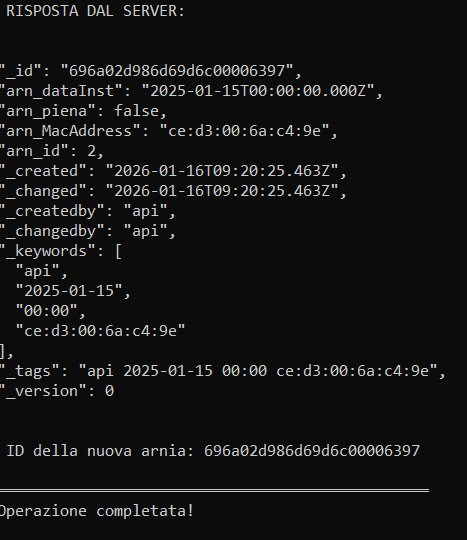 RISPOSTA DAL SERVER:
"_id": "696a02d986d69d6c00006397",
"arn_dataInst": "2025-01-15T00:00:00.000Z",
"arn_piena": false,
"arn_MacAddress": "ce:d3:00:6a:c4:9e",
"arn_id": 2,
"_created": "2026-01-16T09:20:25.463Z",
"_changed": "2026-01-16T09:20:25.463Z",
"_createdby": "api",
"_changedby": "api",
"_keywords": [
"api",
"2025-01-15",
"00:00",
"ce:d3:00:6a:c4:9e"
],
"_tags": "api 2025-01-15 00:00 ce:d3:00:6a:c4:9e",
"_version": 0
ID della nuova arnia: 696a02d986d69d6c00006397
Operazione completata!